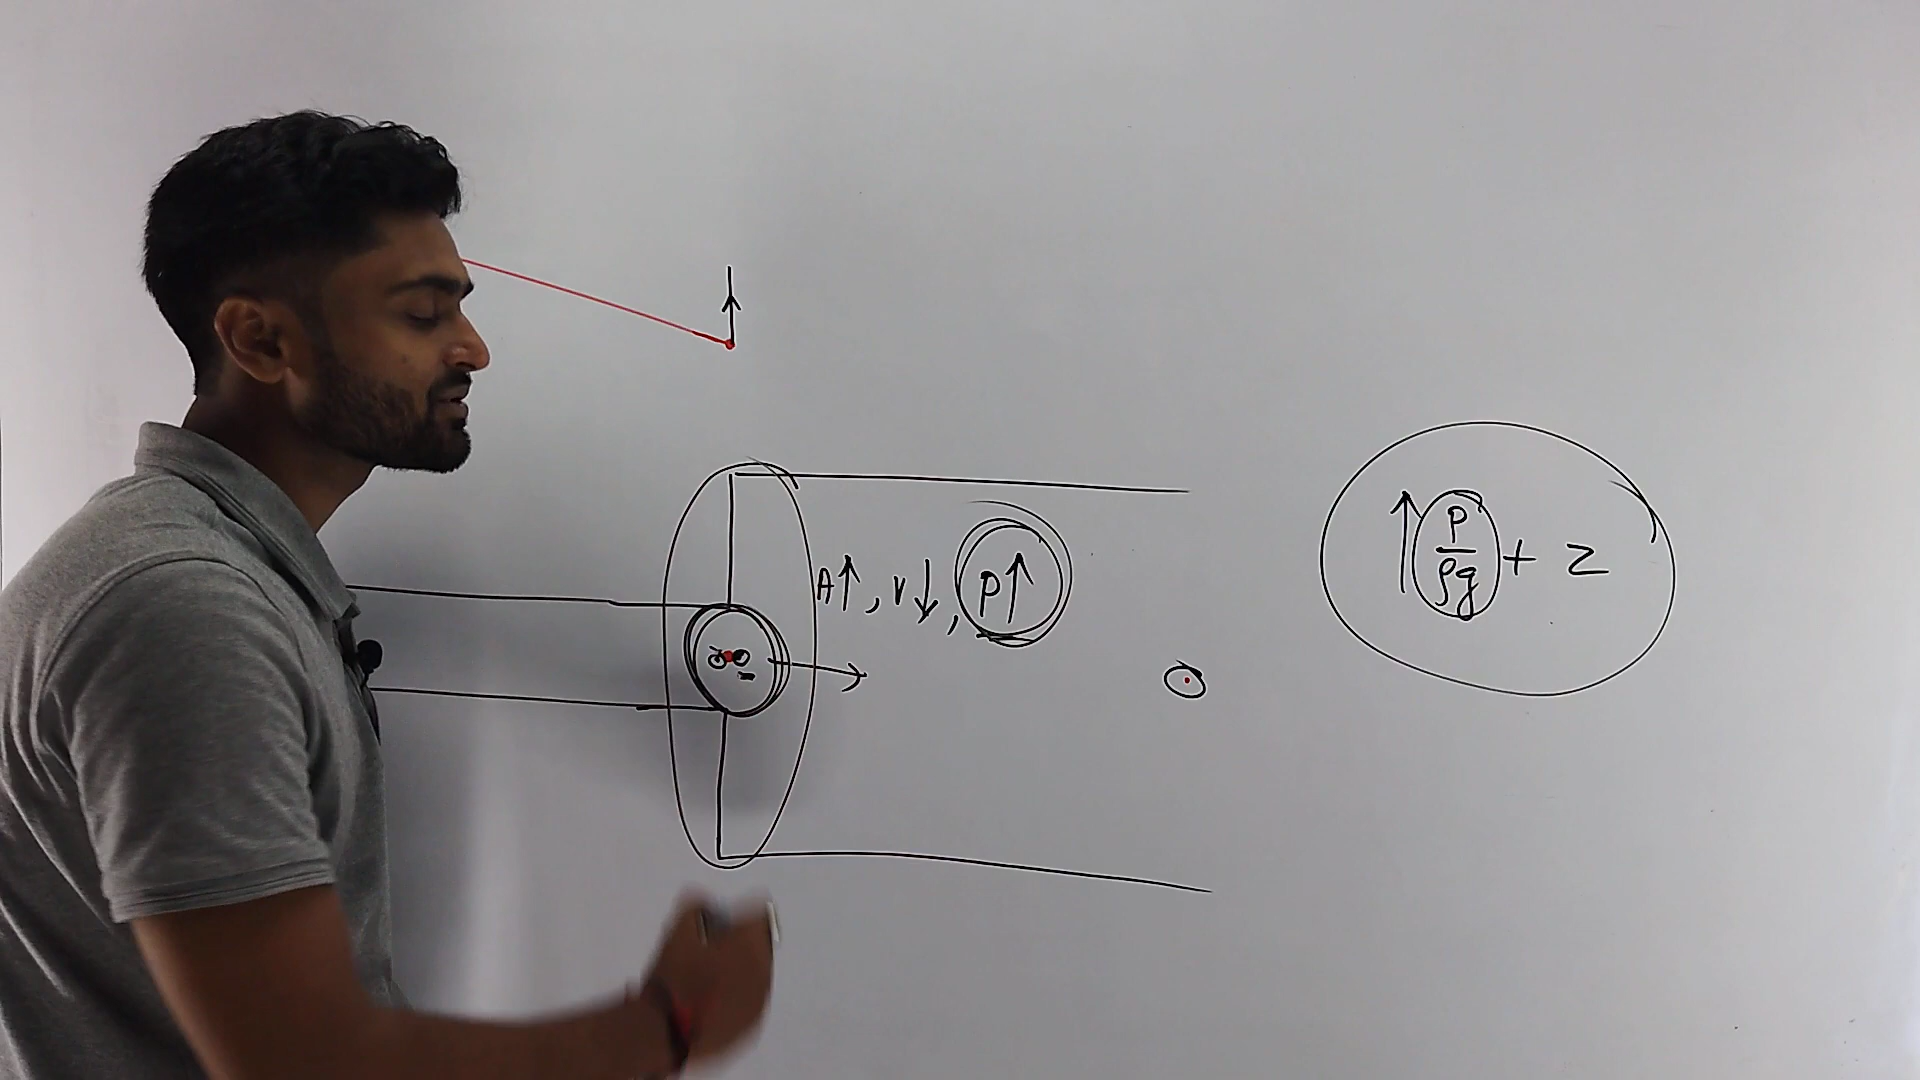 A↑, V↓, P↑
↑ P/ρg + z